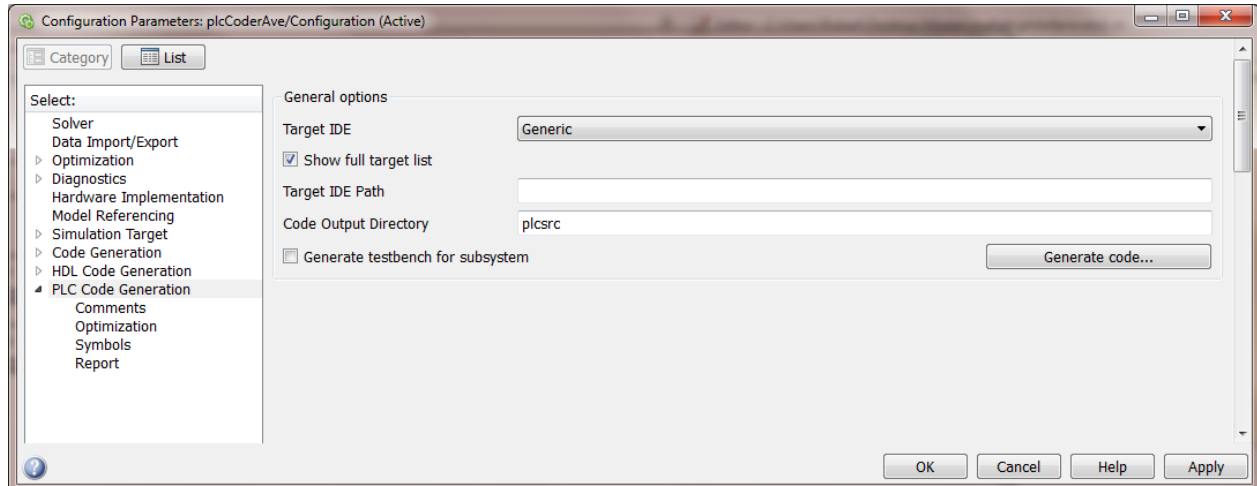 Configuration Parameters: plcCoderAve/Configuration (Active)
Category
List
Select:
Solver
Data Import/Export
Optimization
Diagnostics
Hardware Implementation
Model Referencing
Simulation Target
Code Generation
HDL Code Generation
PLC Code Generation
Comments
Optimization
Symbols
Report
General options
Target IDE Generic
Show full target list
Target IDE Path
Code Output Directory plcsrc
Generate testbench for subsystem Generate code...
OK Cancel Help Apply